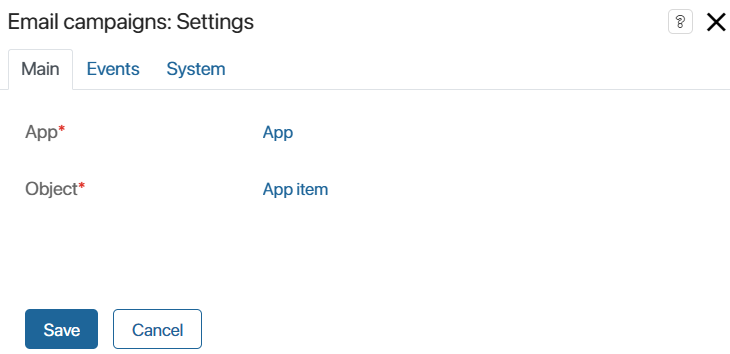 Email campaigns: Settings ?
Main Events System
App* App
Object* App item
Save Cancel